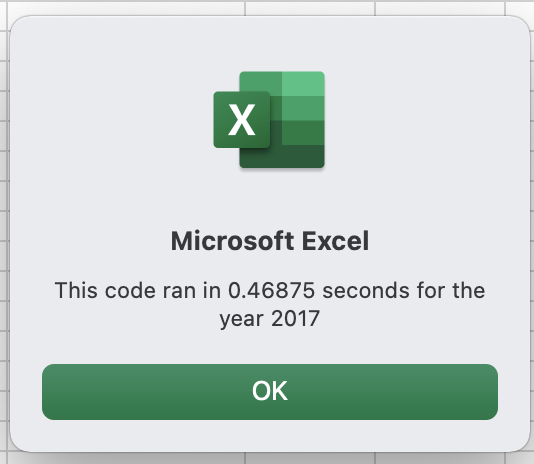 X
Microsoft Excel
This code ran in 0.46875 seconds for the
year 2017
OK